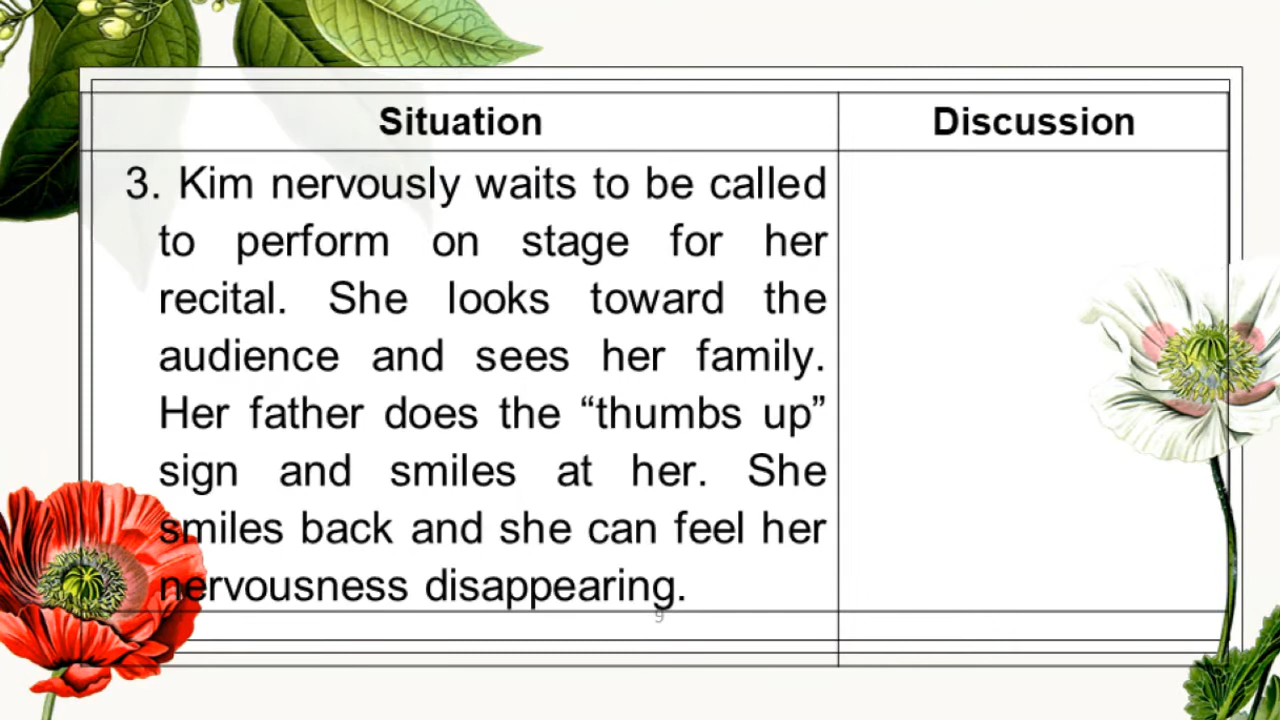 Situation
Discussion
3. Kim nervously waits to be called
to perform on stage for her
recital. She looks toward the
audience and sees her family.
Her father does the “thumbs up”
sign and smiles at her. She
smiles back and she can feel her
nervousness disappearing.
9